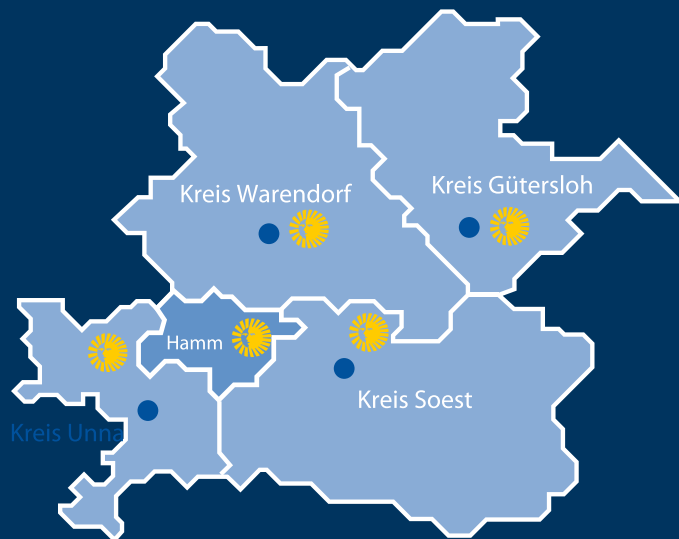 Kreis Warendorf
Kreis Gütersloh
Hamm
Kreis Soest
Kreis Unna